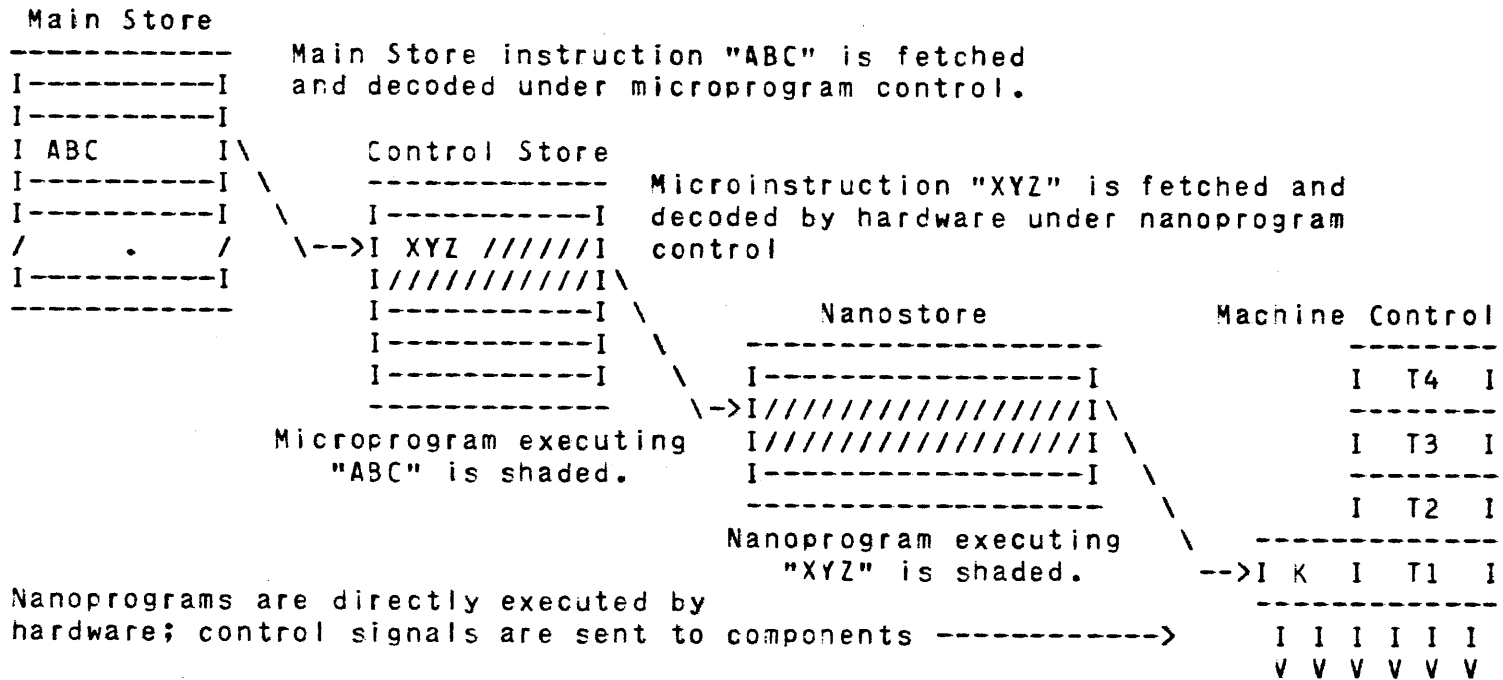 Main Store
Main Store instruction "ABC" is fetched
and decoded under microprogram control.
ABC
Control Store
Microinstruction "XYZ" is fetched and
decoded by hardware under nanoprogram
control
XYZ
Nanostore
Machine Control
T4
T3
T2
K T1
Microprogram executing
"ABC" is shaded.
Nanoprogram executing
"XYZ" is shaded.
Nanoprograms are directly executed by
hardware; control signals are sent to components